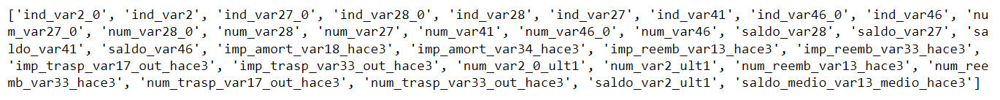 ['ind_var2_0', 'ind_var2', 'ind_var27_0', 'ind_var28_0', 'ind_var28', 'ind_var27', 'ind_var41', 'ind_var46_0', 'ind_var46', 'nu
m_var27_0', 'num_var28_0', 'num_var28', 'num_var27', 'num_var41', 'num_var46_0', 'num_var46', 'saldo_var28', 'saldo_var27', 'sa
ldo_var41', 'saldo_var46', 'imp_amort_var18_hace3', 'imp_amort_var34_hace3', 'imp_reemb_var13_hace3', 'imp_reemb_var33_hace3',
'imp_trasp_var17_out_hace3', 'imp_trasp_var33_out_hace3', 'num_var2_0_ult1', 'num_var2_ult1', 'num_reemb_var13_hace3', 'num_ree
mb_var33_hace3', 'num_trasp_var17_out_hace3', 'num_trasp_var33_out_hace3', 'saldo_var2_ult1', 'saldo_medio_var13_medio_hace3']